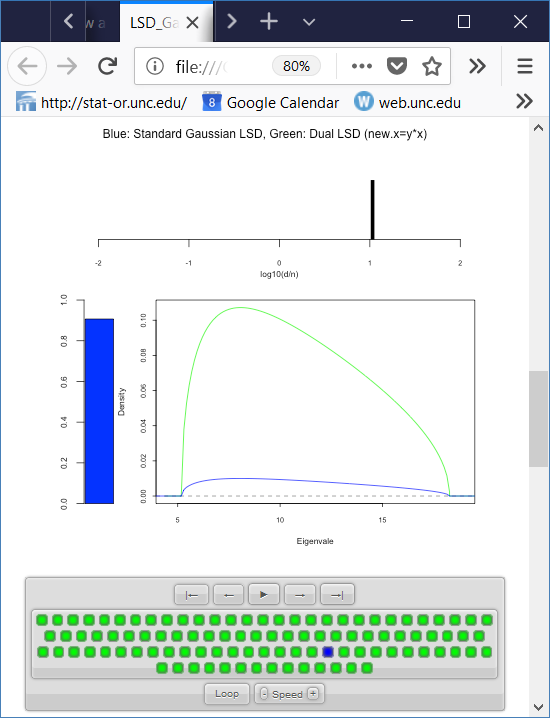 w a
LSD_Ga
file:///
80%
http://stat-or.unc.edu/
8 Google Calendar
W web.unc.edu
Blue: Standard Gaussian LSD, Green: Dual LSD (new.x=y*x)
-2 -1 0 1 2
log10(d/n)
0.0 0.2 0.4 0.6 0.8 1.0
Density
0.00 0.02 0.04 0.06 0.08 0.10
5 10 15
Eigenvale
|← ← ► → →|
Loop - Speed +